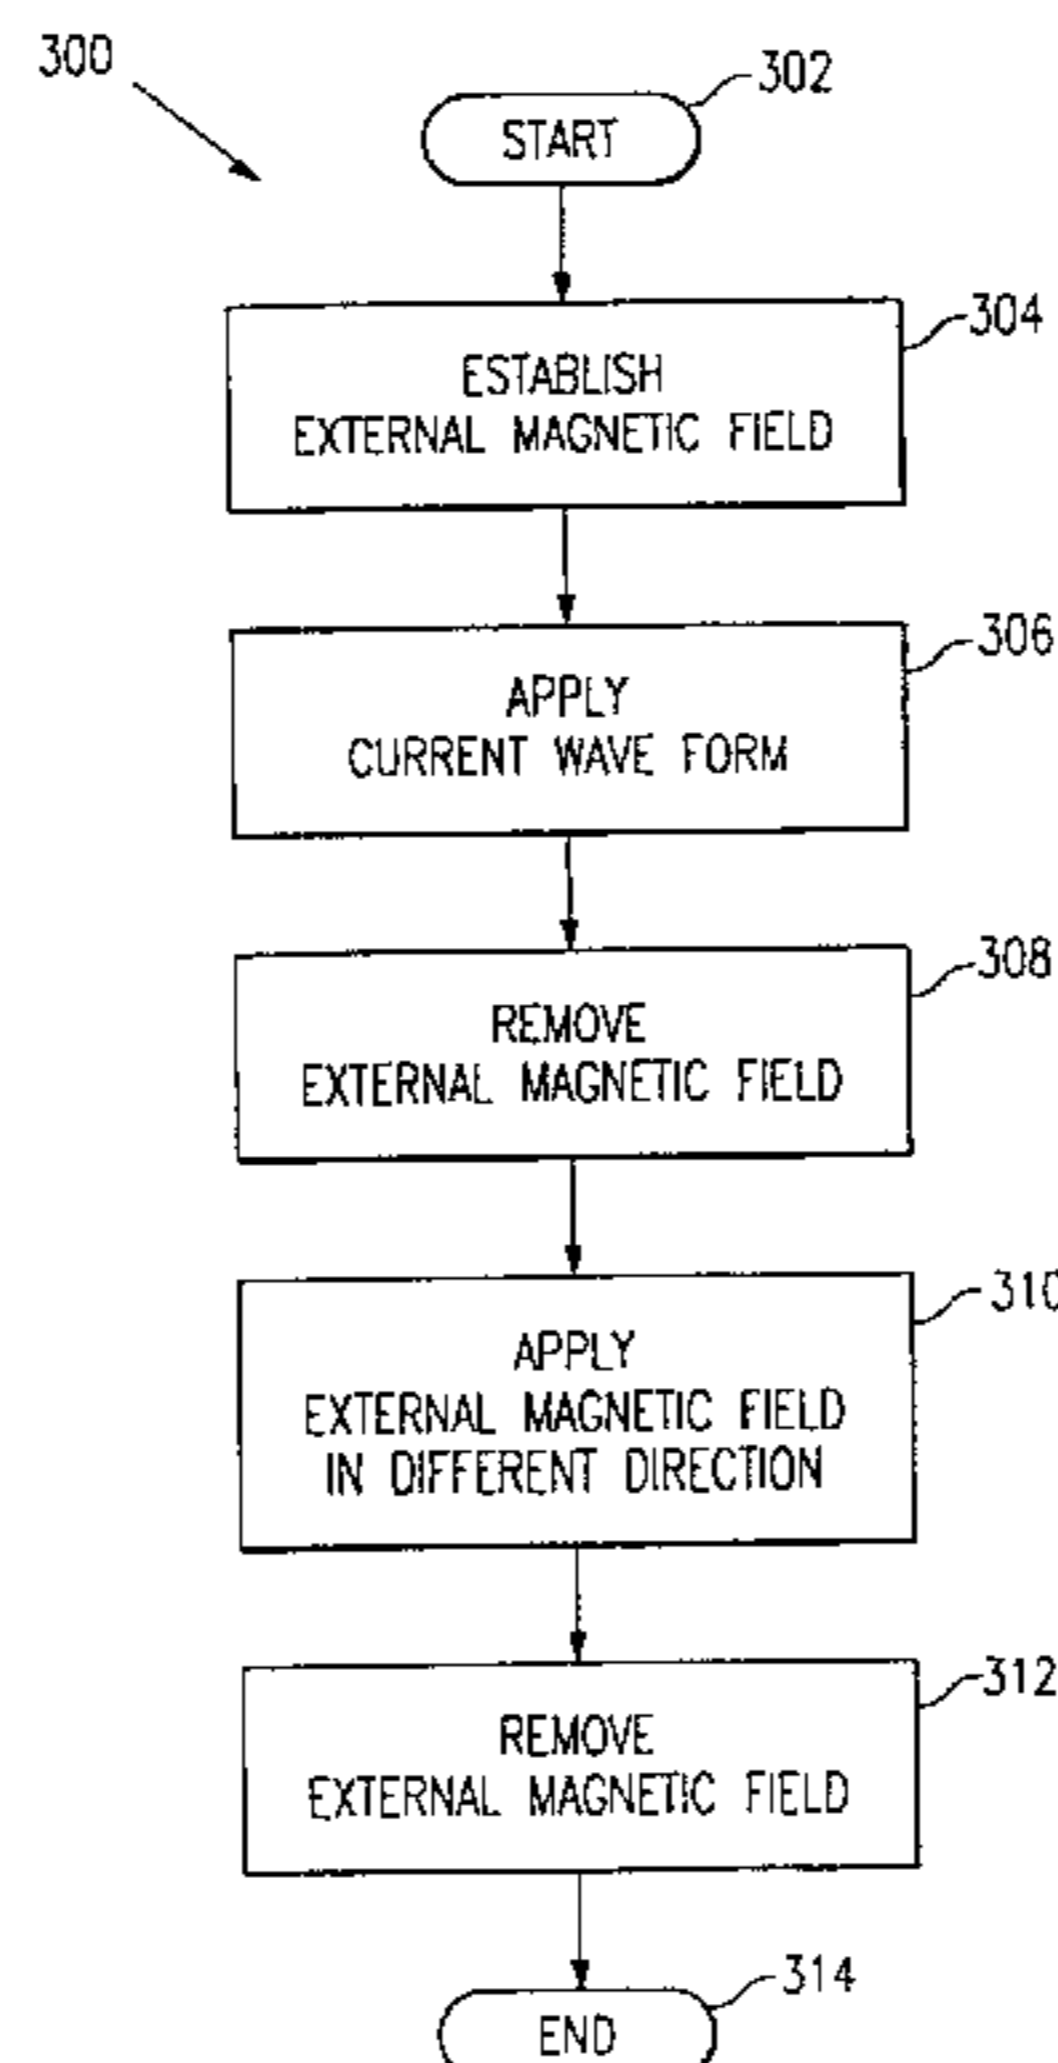 300
302
START
304
ESTABLISH
EXTERNAL MAGNETIC FIELD
306
APPLY
CURRENT WAVE FORM
308
REMOVE
EXTERNAL MAGNETIC FIELD
310
APPLY
EXTERNAL MAGNETIC FIELD
IN DIFFERENT DIRECTION
312
REMOVE
EXTERNAL MAGNETIC FIELD
314
END